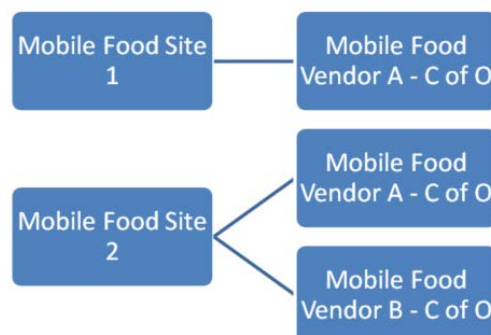 Mobile Food Site
1
Mobile Food
Vendor A - C of O
Mobile Food Site
2
Mobile Food
Vendor A - C of O
Mobile Food
Vendor B - C of O